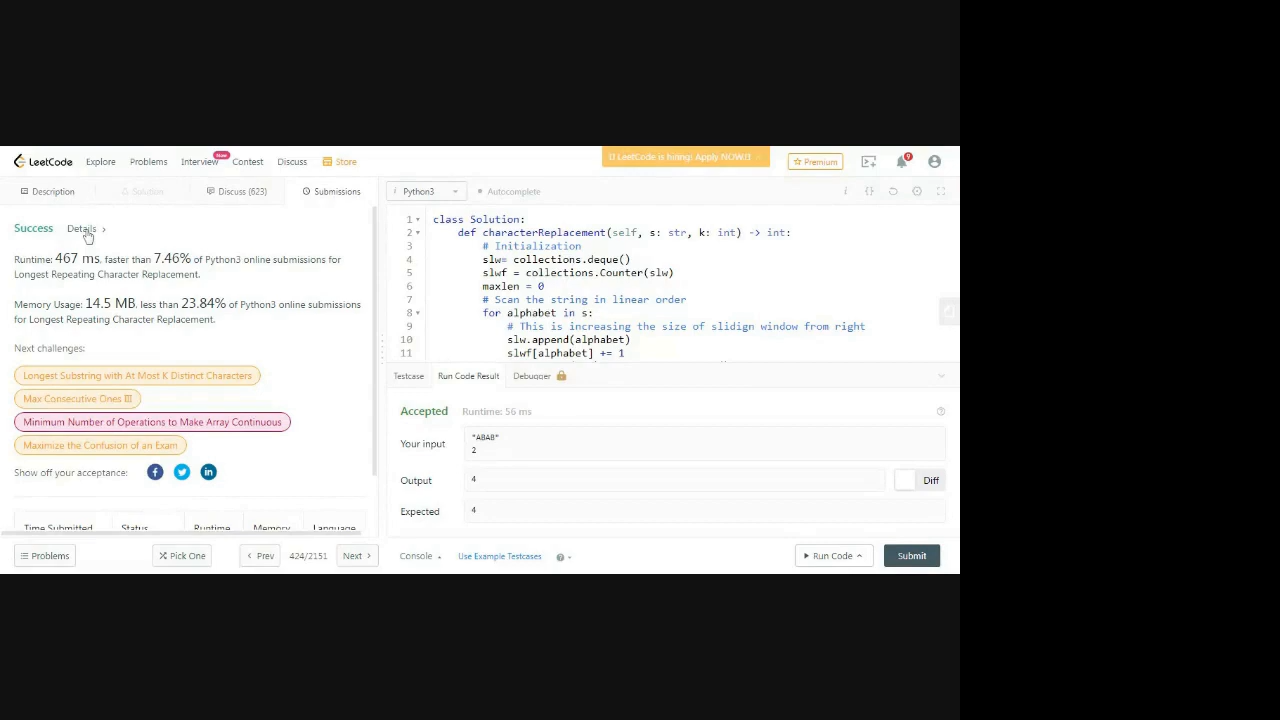 LeetCode Explore Problems Interview New Contest Discuss Store LeetCode is hiring! Apply NOW!! Premium 9
Description Solution Discuss (623) Submissions
i Python3 Autocomplete
Success Details
Runtime: 467 ms, faster than 7.46% of Python3 online submissions for
Longest Repeating Character Replacement.
Memory Usage: 14.5 MB, less than 23.84% of Python3 online submissions
for Longest Repeating Character Replacement.
Next challenges:
Longest Substring with At Most K Distinct Characters
Max Consecutive Ones III
Minimum Number of Operations to Make Array Continuous
Maximize the Confusion of an Exam
Show off your acceptance:
Time Submitted Status Runtime Memory Language
1 class Solution:
2 def characterReplacement(self, s: str, k: int) -> int:
3 # Initialization
4 slw= collections.deque()
5 slwf = collections.Counter(slw)
6 maxlen = 0
7 # Scan the string in linear order
8 for alphabet in s:
9 # This is increasing the size of slidign window from right
10 slw.append(alphabet)
11 slwf[alphabet] += 1
Testcase Run Code Result Debugger
Accepted Runtime: 56 ms
Your input
"ABAB"
2
Output 4 Diff
Expected 4
Problems Pick One < Prev 424/2151 Next >
Console Use Example Testcases Run Code Submit